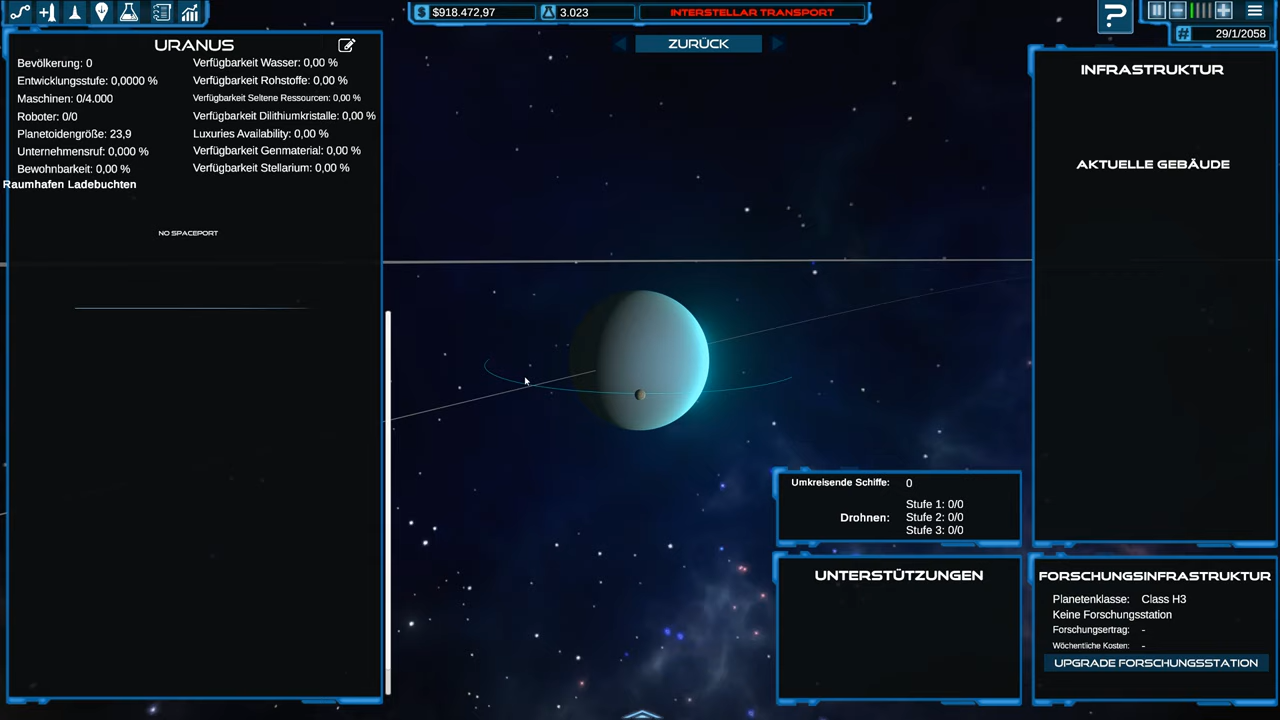 $918.472,97
3.023
INTERSTELLAR TRANSPORT
?
29/1/2058
ZURÜCK
URANUS
Bevölkerung: 0
Entwicklungsstufe: 0,0000 %
Maschinen: 0/4.000
Roboter: 0/0
Planetoidengröße: 23,9
Unternehmensruf: 0,000 %
Bewohnbarkeit: 0,00 %
Verfügbarkeit Wasser: 0,00 %
Verfügbarkeit Rohstoffe: 0,00 %
Verfügbarkeit Seltene Ressourcen: 0,00 %
Verfügbarkeit Dilithiumkristalle: 0,00 %
Luxuries Availability: 0,00 %
Verfügbarkeit Genmaterial: 0,00 %
Verfügbarkeit Stellarium: 0,00 %
Raumhafen Ladebuchten
NO SPACEPORT
INFRASTRUKTUR
AKTUELLE GEBÄUDE
Umkreisende Schiffe: 0
Drohnen:
Stufe 1: 0/0
Stufe 2: 0/0
Stufe 3: 0/0
UNTERSTÜTZUNGEN
FORSCHUNGSINFRASTRUKTUR
Planetenklasse: Class H3
Keine Forschungsstation
Forschungsertrag: -
Wöchentliche Kosten: -
UPGRADE FORSCHUNGSSTATION